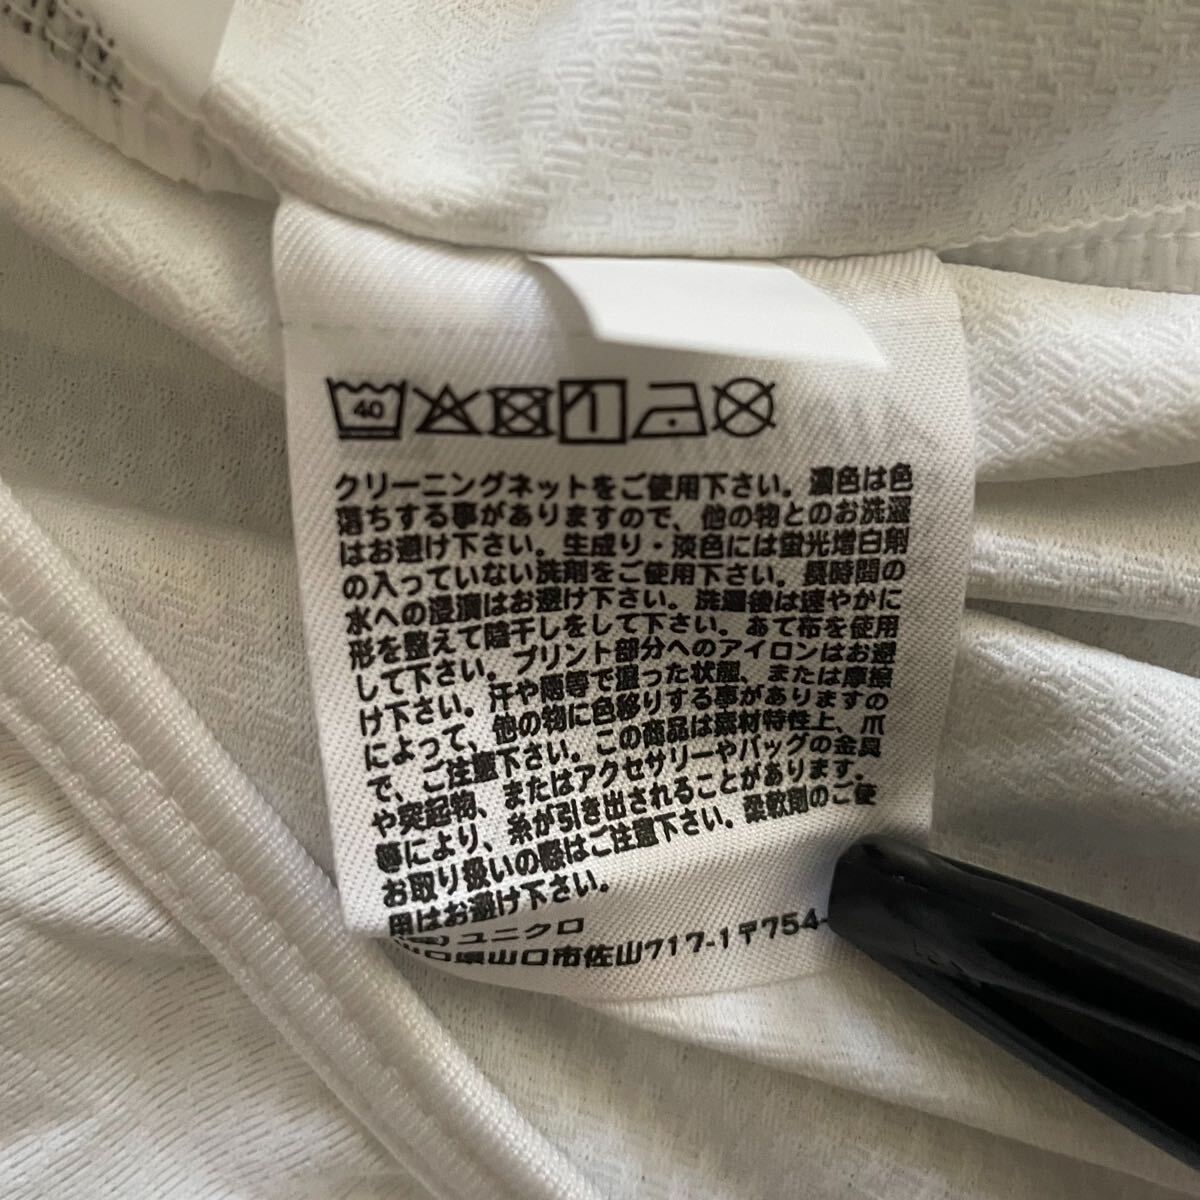 40
クリーニングネットをご使用下さい。濃色は色
落ちする事がありますので、他の物とのお洗濯
はお避け下さい。生成り・淡色には蛍光増白剤
の入っていない洗剤をご使用下さい。長時間の
水への浸漬はお避け下さい。洗濯後は速やかに
形を整えて陰干しをして下さい。あて布を使用
して下さい。プリント部分へのアイロンはお避
け下さい。汗や雨等で湿った状態、または摩擦
によって、他の物に色移りする事がありますの
で、ご注意下さい。この商品は素材特性上、爪
や突起物、またはアクセサリーやバッグの金具
等により、糸が引き出されることがあります。
お取り扱いの際はご注意下さい。柔軟剤のご使
用はお避け下さい。
ユニクロ
山口県山口市佐山717-1〒754-